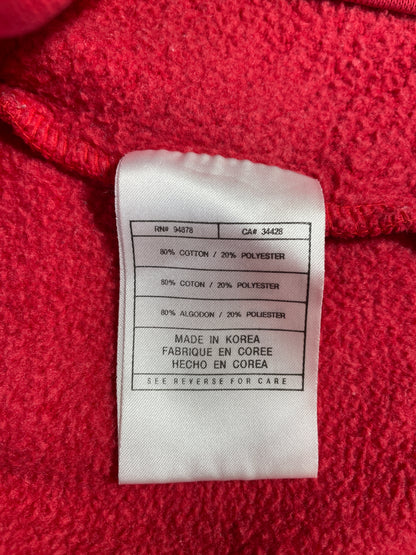 RN# 94878 CA# 34428
80% COTTON / 20% POLYESTER
80% COTON / 20% POLYESTER
80% ALGODON / 20% POLIESTER
MADE IN KOREA
FABRIQUE EN COREE
HECHO EN COREA
SEE REVERSE FOR CARE